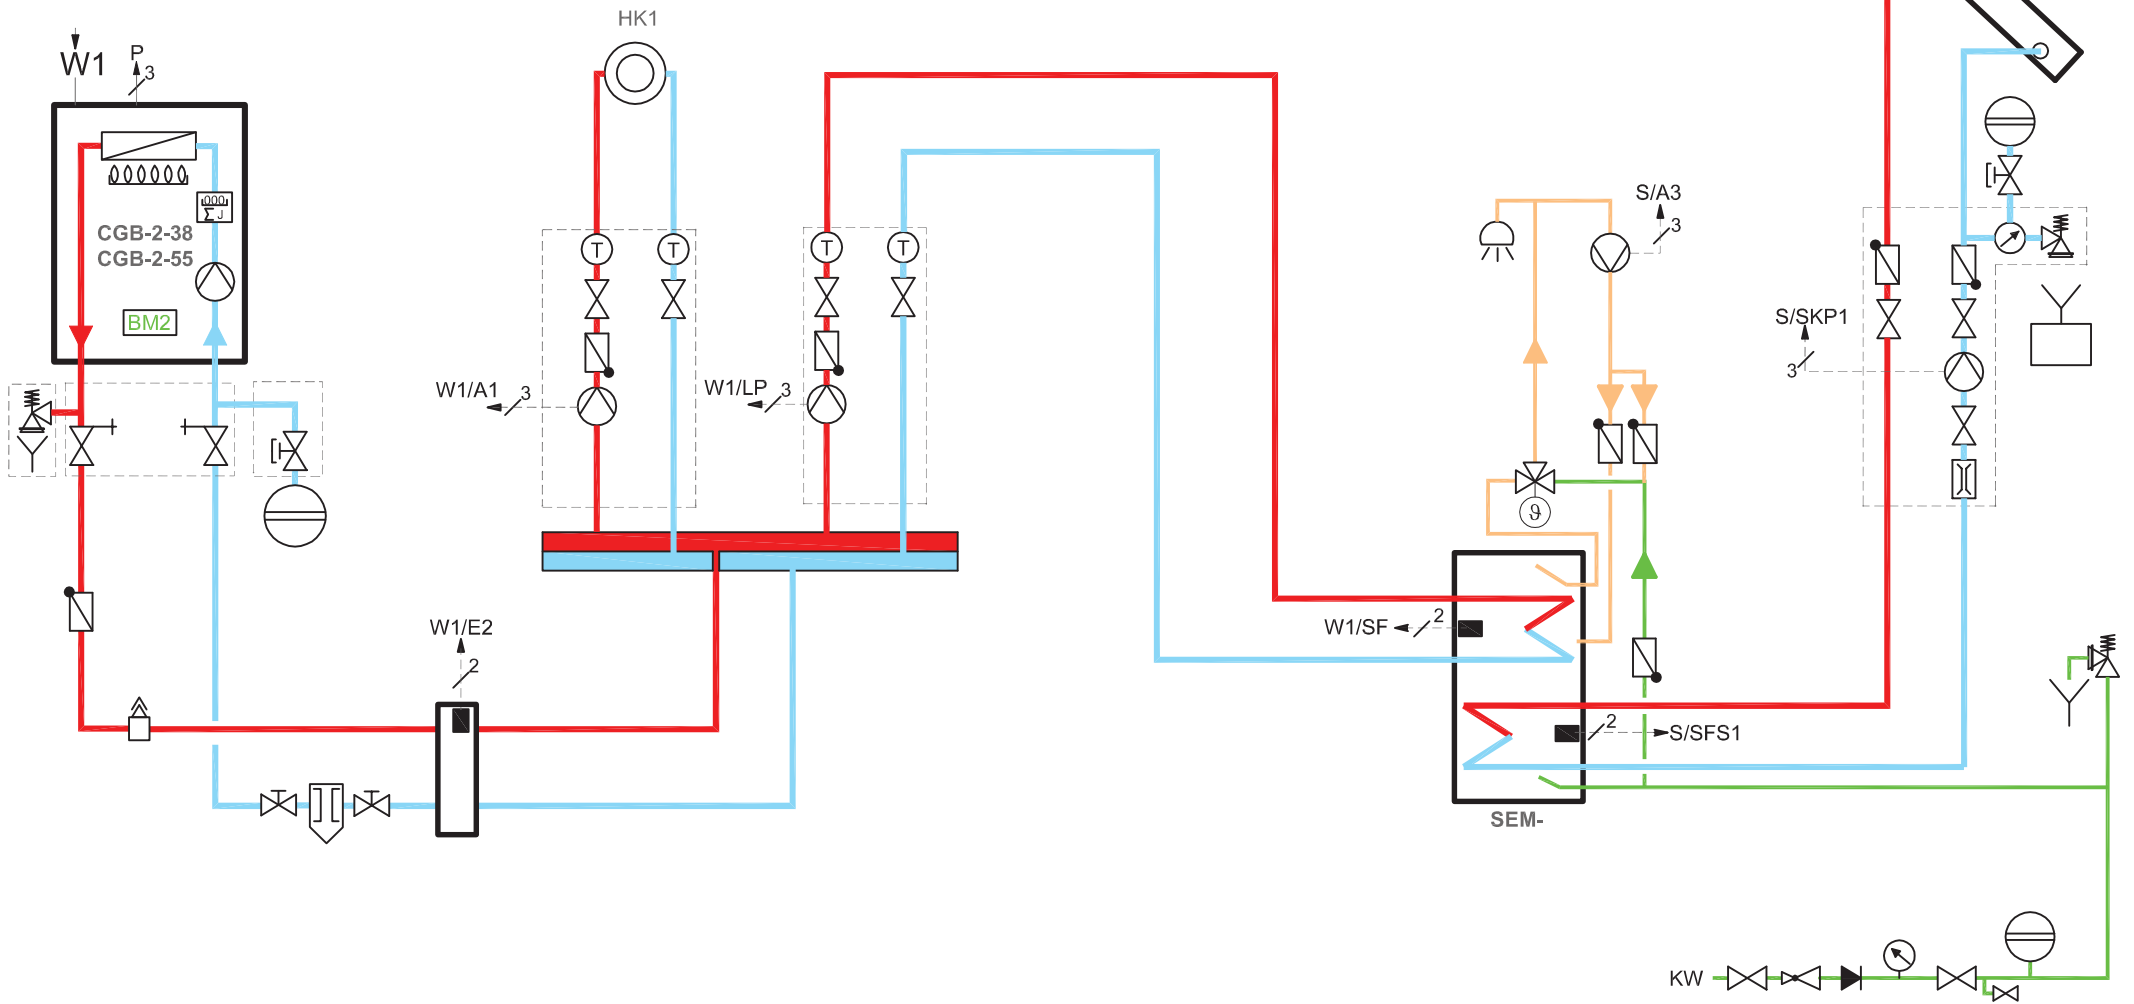 HK1
W1
P
3
000
Σ J
CGB-2-38
CGB-2-55
BM2
T
T
T
T
W1/A1
3
W1/LP
3
S/A3
3
S/SKP1
3
ϑ
W1/E2
2
W1/SF
2
2
S/SFS1
SEM-
KW